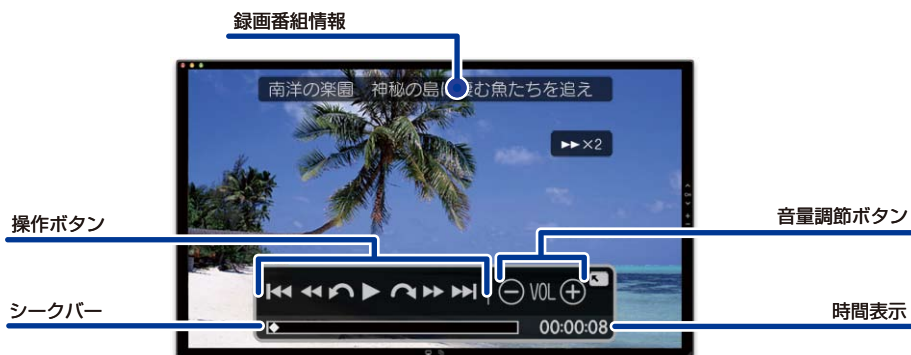 録画番組情報
南洋の楽園 神秘の島に棲む魚たちを追え
▶▶×2
操作ボタン
音量調節ボタン
VOL
シークバー
00:00:08
時間表示